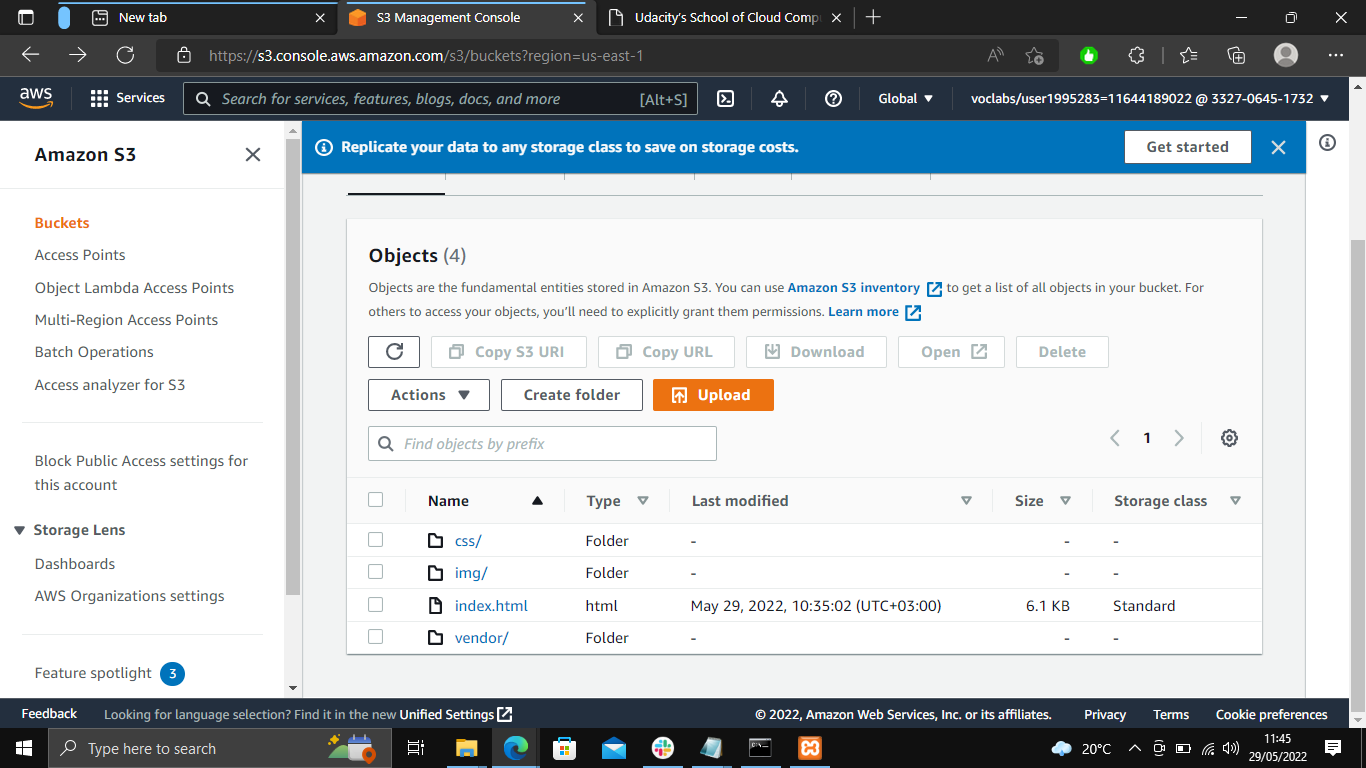 New tab
S3 Management Console
Udacity's School of Cloud Comp
https://s3.console.aws.amazon.com/s3/buckets?region=us-east-1
aws
Services
Search for services, features, blogs, docs, and more
[Alt+S]
Global
voclabs/user1995283=11644189022 @ 3327-0645-1732
Amazon S3
Buckets
Access Points
Object Lambda Access Points
Multi-Region Access Points
Batch Operations
Access analyzer for S3
Block Public Access settings for
this account
Storage Lens
Dashboards
AWS Organizations settings
Feature spotlight 3
Replicate your data to any storage class to save on storage costs.
Get started
Objects (4)
Objects are the fundamental entities stored in Amazon S3. You can use Amazon S3 inventory to get a list of all objects in your bucket. For
others to access your objects, you'll need to explicitly grant them permissions. Learn more
Copy S3 URI
Copy URL
Download
Open
Delete
Actions
Create folder
Upload
Find objects by prefix
1
Name Type Last modified Size Storage class
css/ Folder - - -
img/ Folder - - -
index.html html May 29, 2022, 10:35:02 (UTC+03:00) 6.1 KB Standard
vendor/ Folder - - -
Feedback
Looking for language selection? Find it in the new Unified Settings
© 2022, Amazon Web Services, Inc. or its affiliates.
Privacy
Terms
Cookie preferences
Type here to search
20°C
11:45
29/05/2022